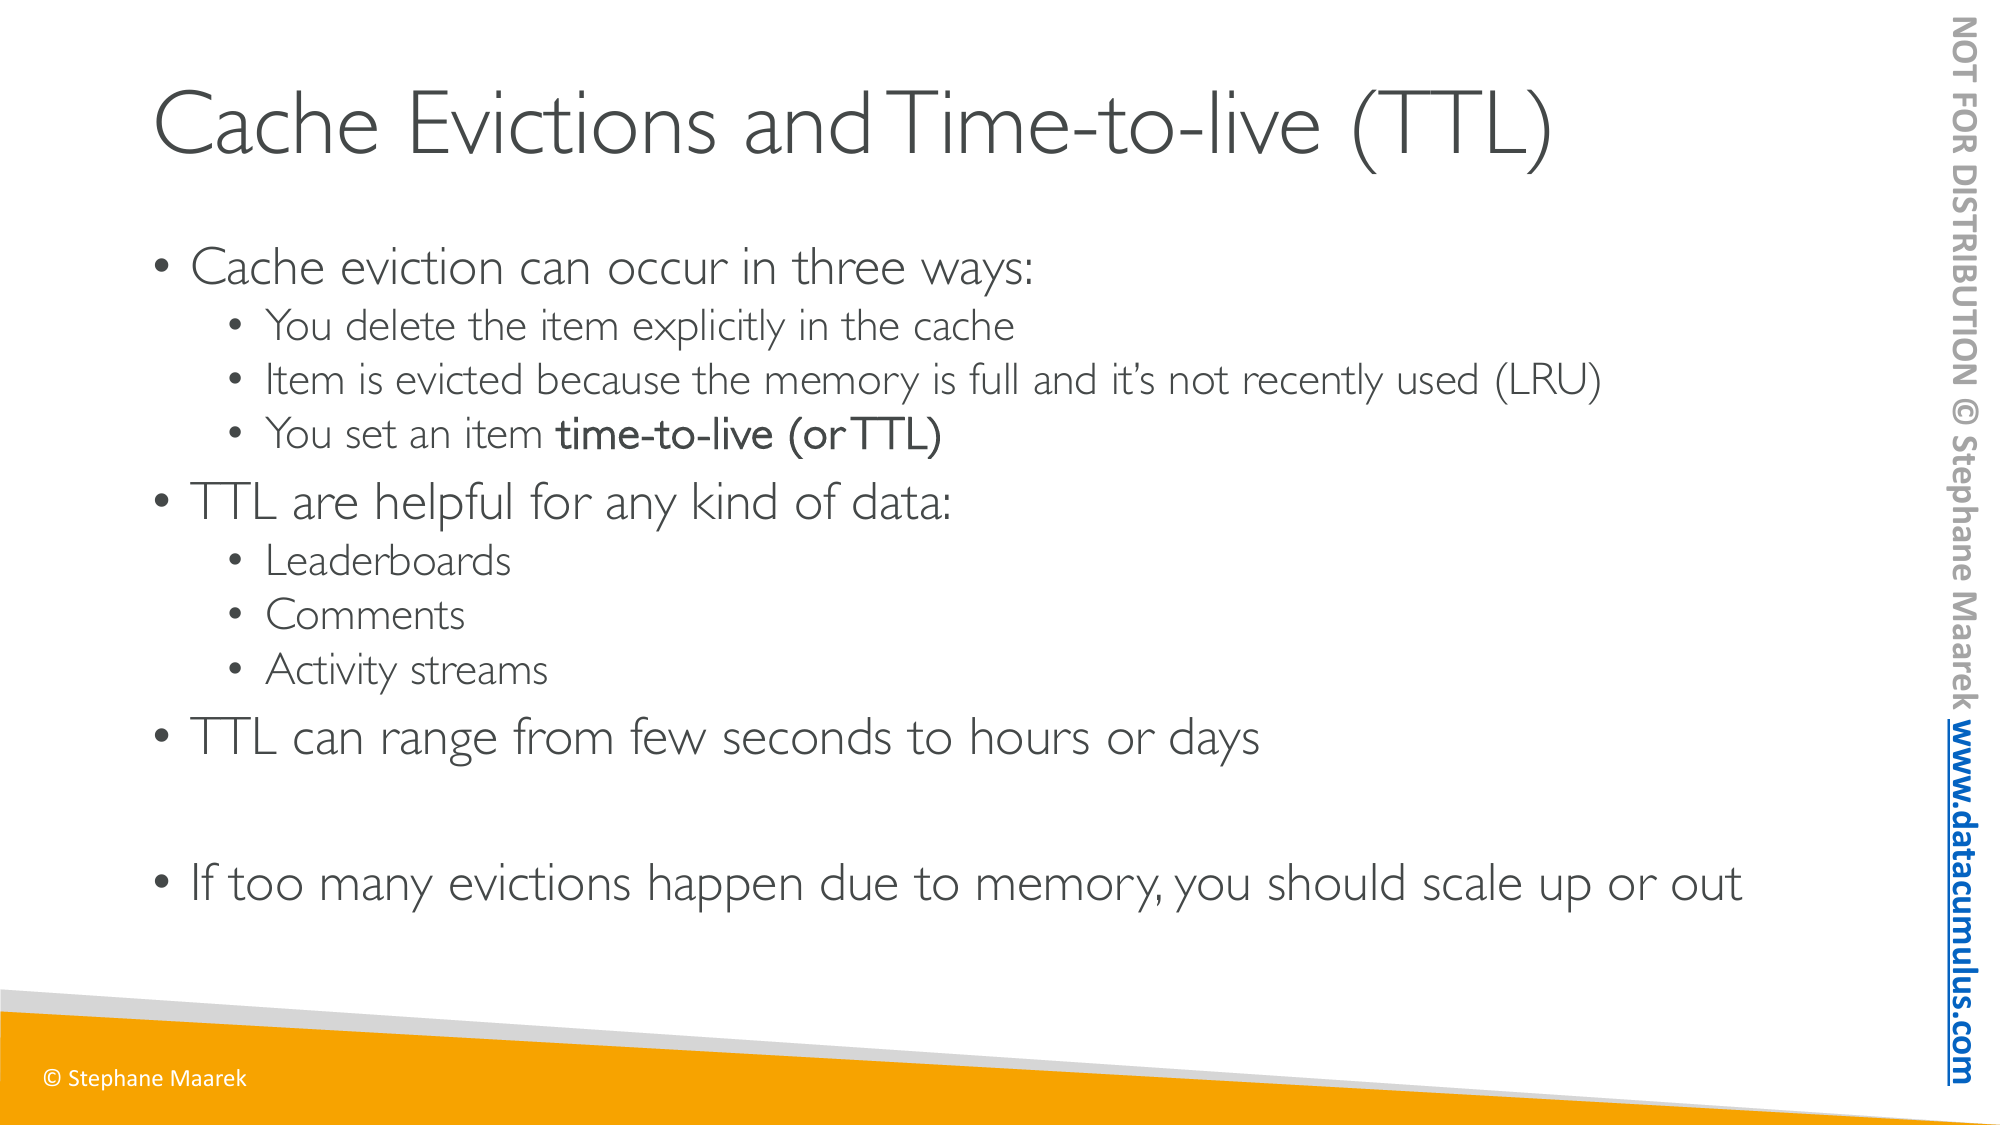 Cache Evictions and Time-to-live (TTL)
• Cache eviction can occur in three ways:
• You delete the item explicitly in the cache
• Item is evicted because the memory is full and it’s not recently used (LRU)
• You set an item time-to-live (or TTL)
• TTL are helpful for any kind of data:
• Leaderboards
• Comments
• Activity streams
• TTL can range from few seconds to hours or days
• If too many evictions happen due to memory, you should scale up or out
© Stephane Maarek
NOT FOR DISTRIBUTION © Stephane Maarek www.datacumulus.com